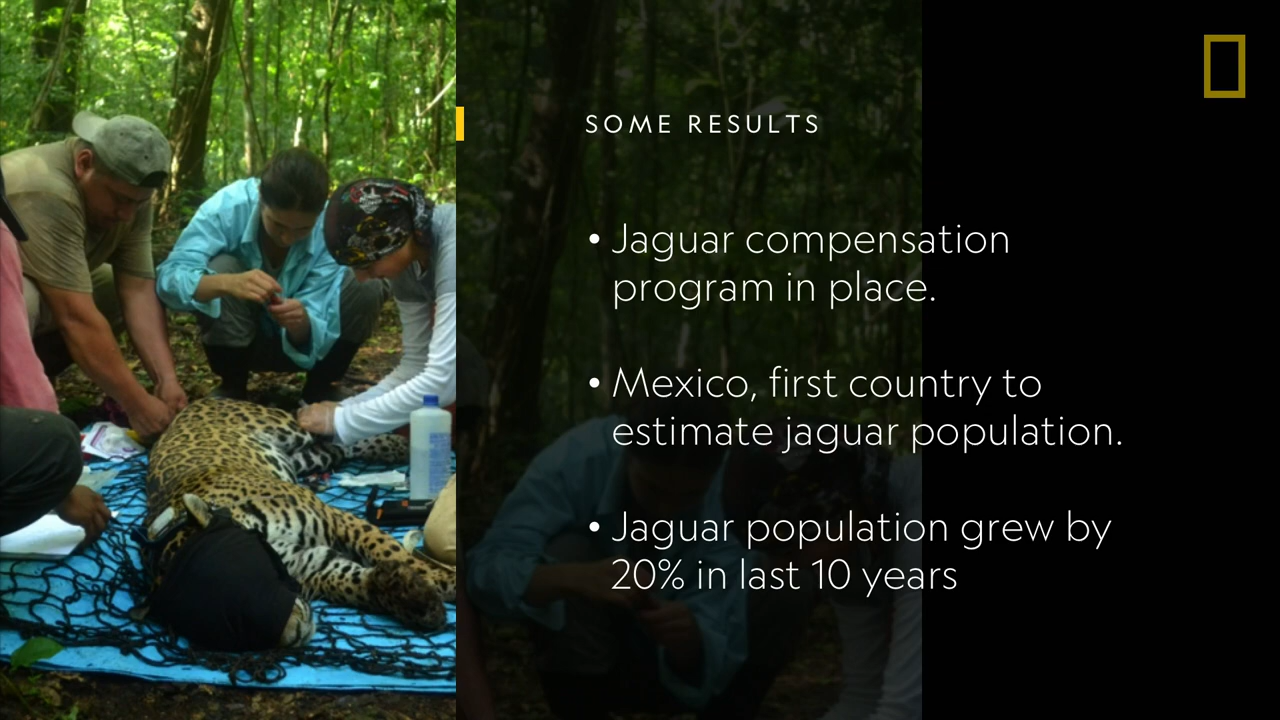 SOME RESULTS
• Jaguar compensation
program in place.
• Mexico, first country to
estimate jaguar population.
• Jaguar population grew by
20% in last 10 years